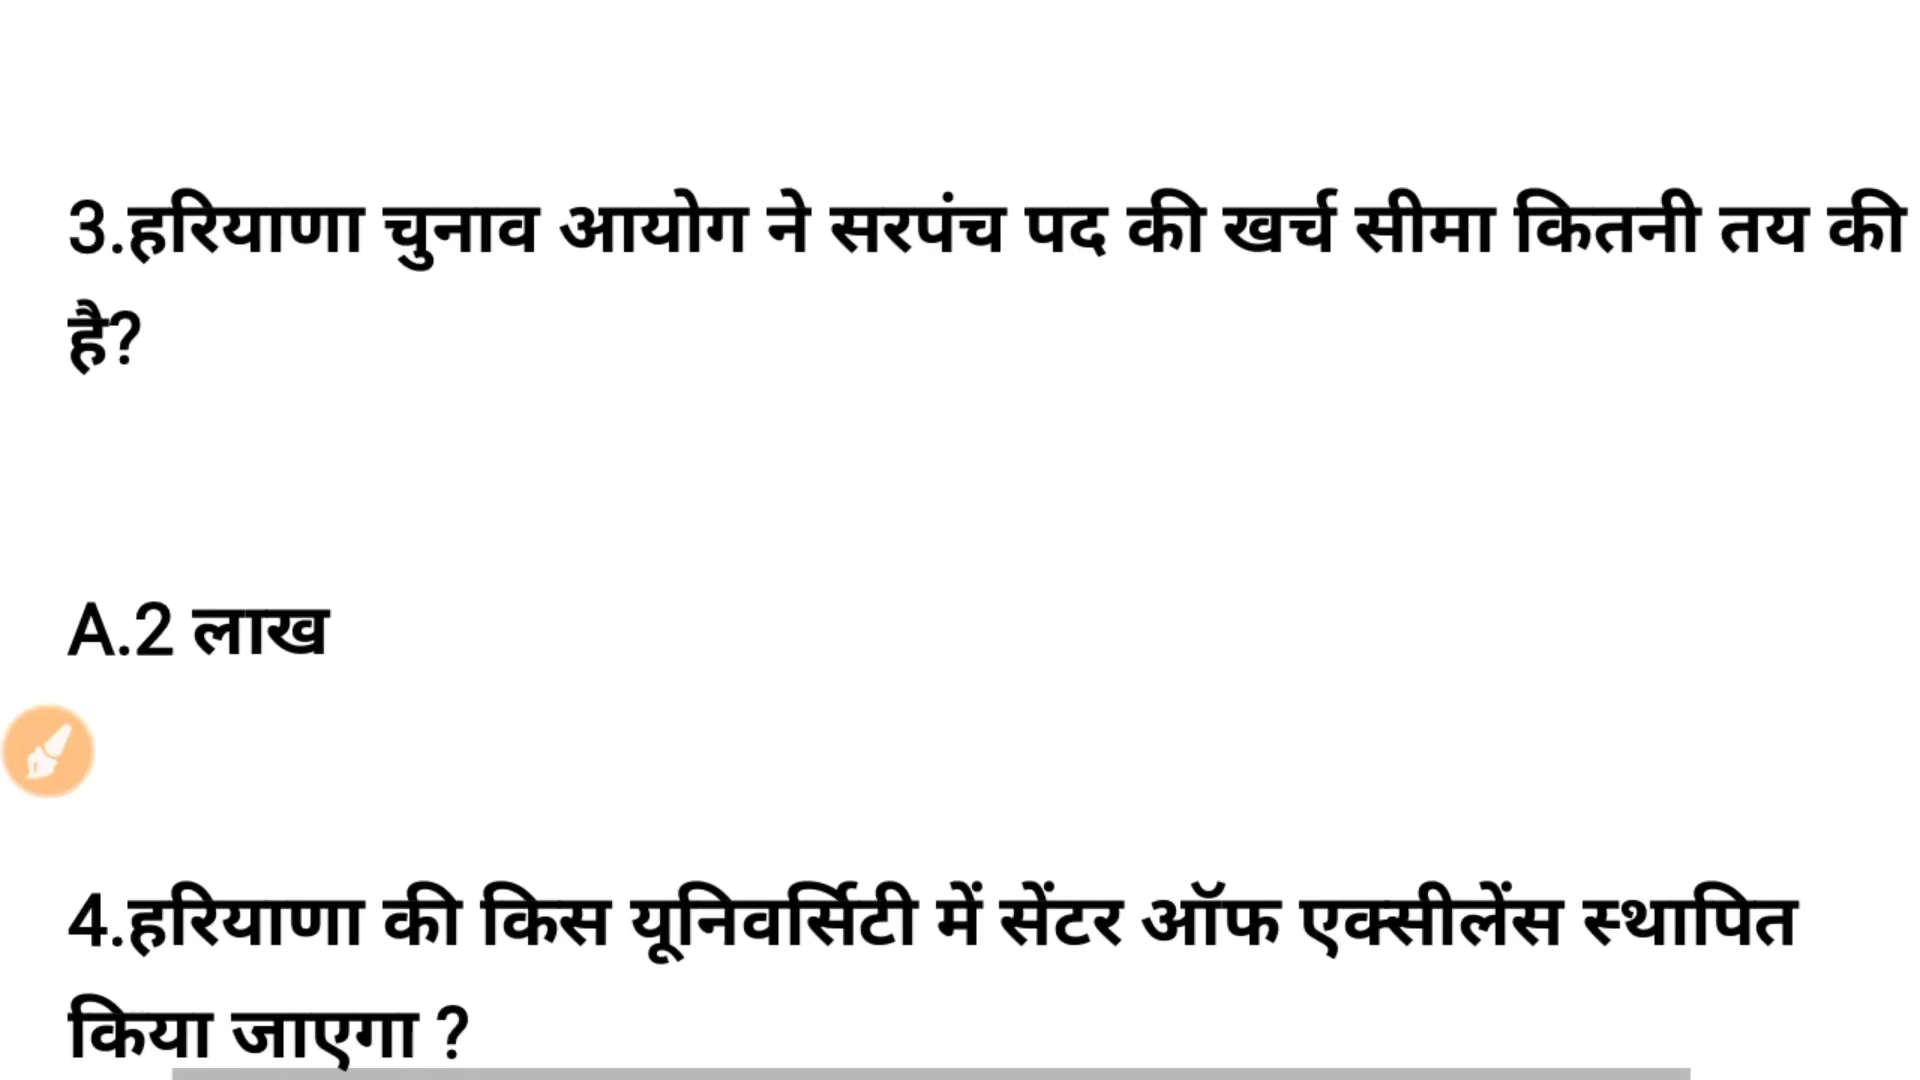 3.हरियाणा चुनाव आयोग ने सरपंच पद की खर्च सीमा कितनी तय की
है?
A.2 लाख
4.हरियाणा की किस यूनिवर्सिटी में सेंटर ऑफ एक्सीलेंस स्थापित
किया जाएगा ?